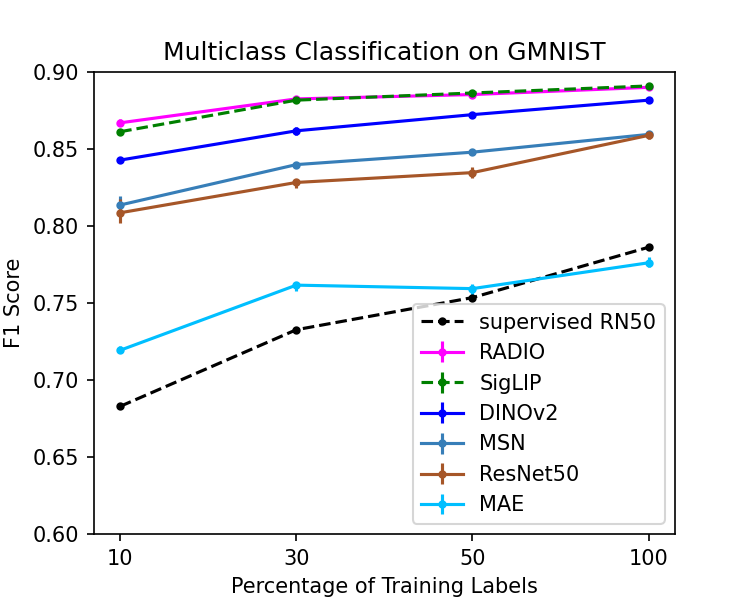 Multiclass Classification on GMNIST
F1 Score
0.90
0.85
0.80
0.75
0.70
0.65
0.60
10
30
50
100
Percentage of Training Labels
supervised RN50
RADIO
SigLIP
DINOv2
MSN
ResNet50
MAE